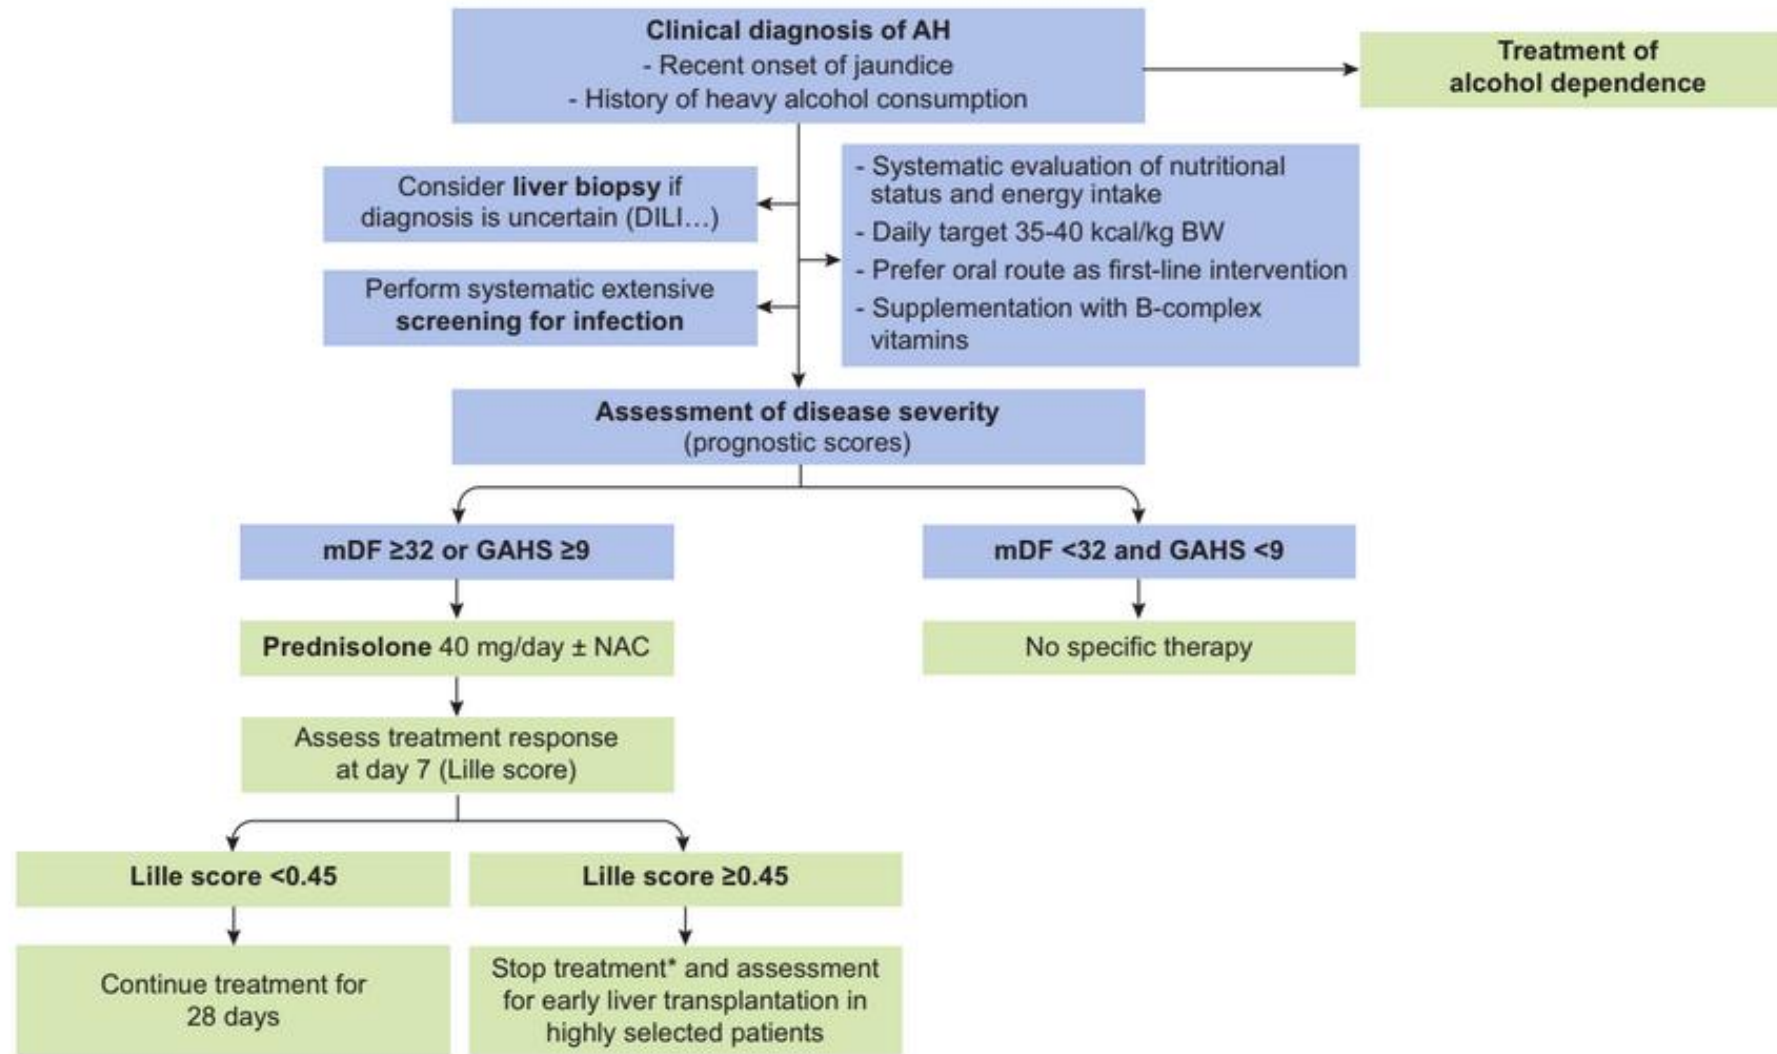 Clinical diagnosis of AH
- Recent onset of jaundice
- History of heavy alcohol consumption
Treatment of
alcohol dependence
Consider liver biopsy if
diagnosis is uncertain (DILI...)
Perform systematic extensive
screening for infection
- Systematic evaluation of nutritional
status and energy intake
- Daily target 35-40 kcal/kg BW
- Prefer oral route as first-line intervention
- Supplementation with B-complex
vitamins
Assessment of disease severity
(prognostic scores)
mDF ≥32 or GAHS ≥9
mDF <32 and GAHS <9
Prednisolone 40 mg/day ± NAC
No specific therapy
Assess treatment response
at day 7 (Lille score)
Lille score <0.45
Lille score ≥0.45
Continue treatment for
28 days
Stop treatment* and assessment
for early liver transplantation in
highly selected patients